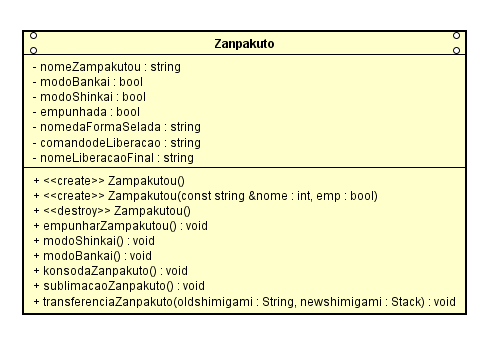 Zanpakuto
- nomeZampakutou : string
- modoBankai : bool
- modoShinkai : bool
- empunhada : bool
- nomedaFormaSelada : string
- comandodeLiberacao : string
- nomeLiberacaoFinal : string
+ <<create>> Zampakutou()
+ <<create>> Zampakutou(const string &nome : int, emp : bool)
+ <<destroy>> Zampakutou()
+ empunharZampakutou() : void
+ modoShinkai() : void
+ modoBankai() : void
+ konsodaZanpakuto() : void
+ sublimacaoZanpakuto() : void
+ transferenciaZanpakuto(oldshimigami : String, newshimigami : Stack) : void